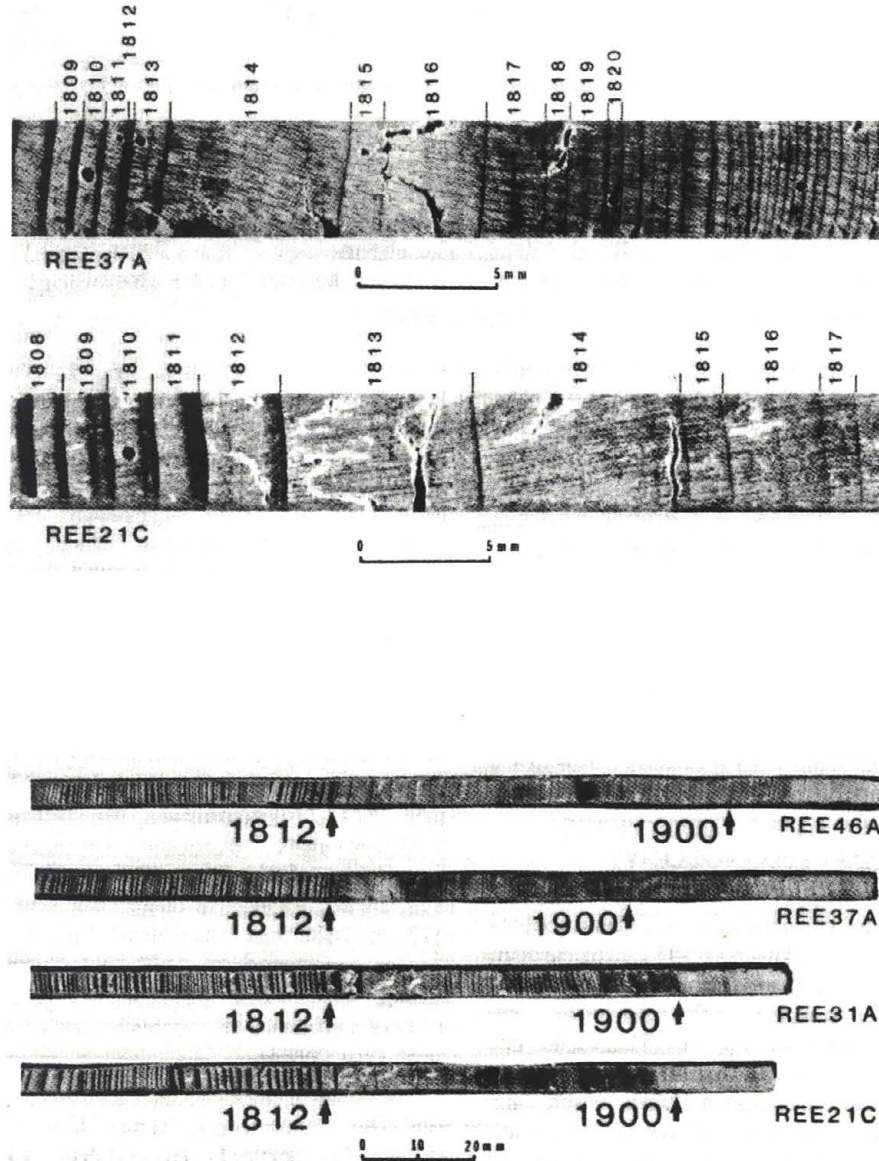 1809 1810 1811 1812 1813 1814 1815 1816 1817 1818 1819 1820
REE37A
0 5mm
1808 1809 1810 1811 1812 1813 1814 1815 1816 1817
REE21C
0 5mm
1812 1900 REE46A
1812 1900 REE37A
1812 1900 REE31A
1812 1900 REE21C
0 10 20mm